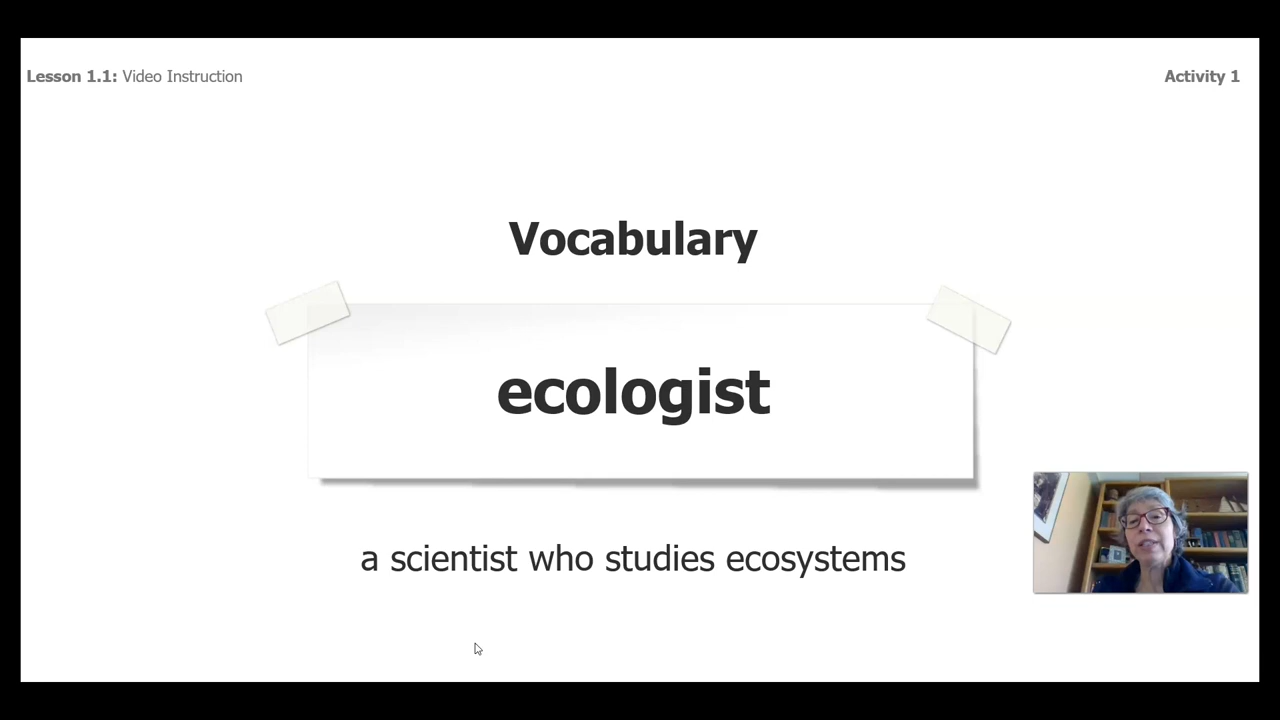 Lesson 1.1: Video Instruction
Activity 1
Vocabulary
ecologist
a scientist who studies ecosystems